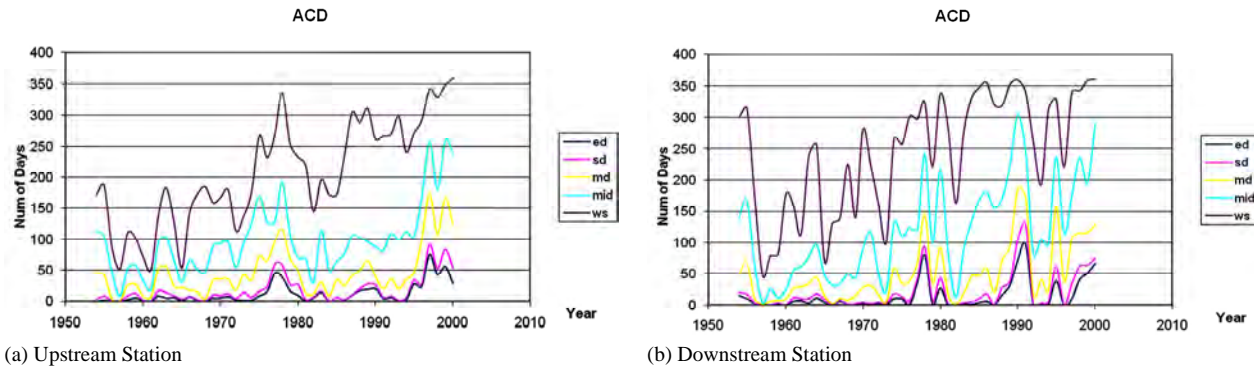 ACD
400
350
300
250
200
150
100
50
0
Num of Days
1950 1960 1970 1980 1990 2000 2010
Year
ed
sd
md
mid
ws
(a) Upstream Station
ACD
400
350
300
250
200
150
100
50
0
Num of Days
1950 1960 1970 1980 1990 2000 2010
Year
ed
sd
md
mid
ws
(b) Downstream Station